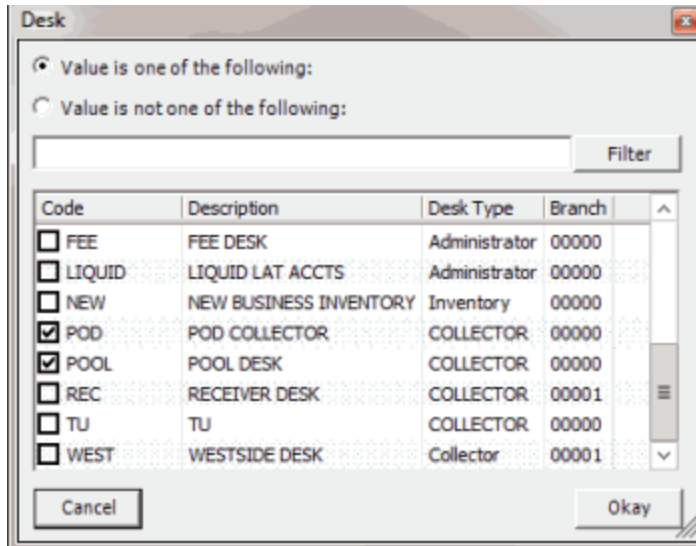 Desk
Value is one of the following:
Value is not one of the following:
Filter
Code Description Desk Type Branch
FEE FEE DESK Administrator 00000
LIQUID LIQUID LAT ACCTS Administrator 00000
NEW NEW BUSINESS INVENTORY Inventory 00000
POD POD COLLECTOR COLLECTOR 00000
POOL POOL DESK COLLECTOR 00000
REC RECEIVER DESK COLLECTOR 00001
TU TU COLLECTOR 00000
WEST WESTSIDE DESK Collector 00001
Cancel Okay